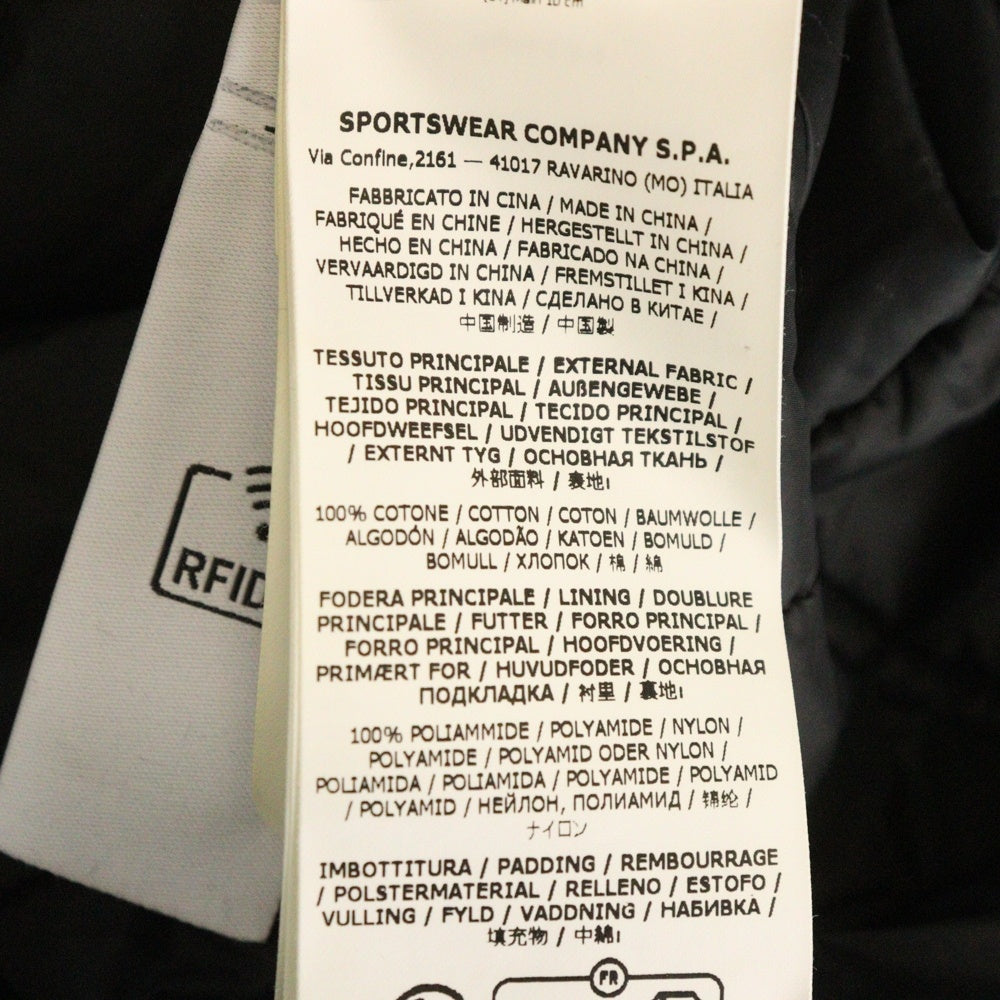 SPORTSWEAR COMPANY S.P.A.
Via Confine,2161 — 41017 RAVARINO (MO) ITALIA
FABBRICATO IN CINA / MADE IN CHINA /
FABRIQUÉ EN CHINE / HERGESTELLT IN CHINA /
HECHO EN CHINA / FABRICADO NA CHINA /
VERVAARDIGD IN CHINA / FREMSTILLET I KINA /
TILLVERKAD I KINA / СДЕЛАНО В КИТАЕ /
中国制造 / 中国製
TESSUTO PRINCIPALE / EXTERNAL FABRIC /
TISSU PRINCIPAL / AUßENGEWEBE /
TEJIDO PRINCIPAL / TECIDO PRINCIPAL /
HOOFDWEEFSEL / UDVENDIGT TEKSTILSTOF
/ EXTERNT TYG / ОСНОВНАЯ ТКАНЬ /
外部面料 / 裏地:
100% COTONE / COTTON / COTON / BAUMWOLLE /
ALGODÓN / ALGODÃO / KATOEN / BOMULD /
BOMULL / ХЛОПОК / 棉 / 綿
FODERA PRINCIPALE / LINING / DOUBLURE
PRINCIPALE / FUTTER / FORRO PRINCIPAL /
FORRO PRINCIPAL / HOOFDVOERING /
PRIMÆRT FOR / HUVUDFODER / ОСНОВНАЯ
ПОДКЛАДКА / 衬里 / 裏地:
100% POLIAMMIDE / POLYAMIDE / NYLON /
POLYAMIDE / POLYAMID ODER NYLON /
POLIAMIDA / POLIAMIDA / POLYAMIDE / POLYAMID
/ POLYAMID / НЕЙЛОН, ПОЛИАМИД / 锦纶 /
ナイロン
IMBOTTITURA / PADDING / REMBOURRAGE
/ POLSTERMATERIAL / RELLENO / ESTOFO /
VULLING / FYLD / VADDNING / НАБИВКА /
填充物 / 中綿:
FR
RFID